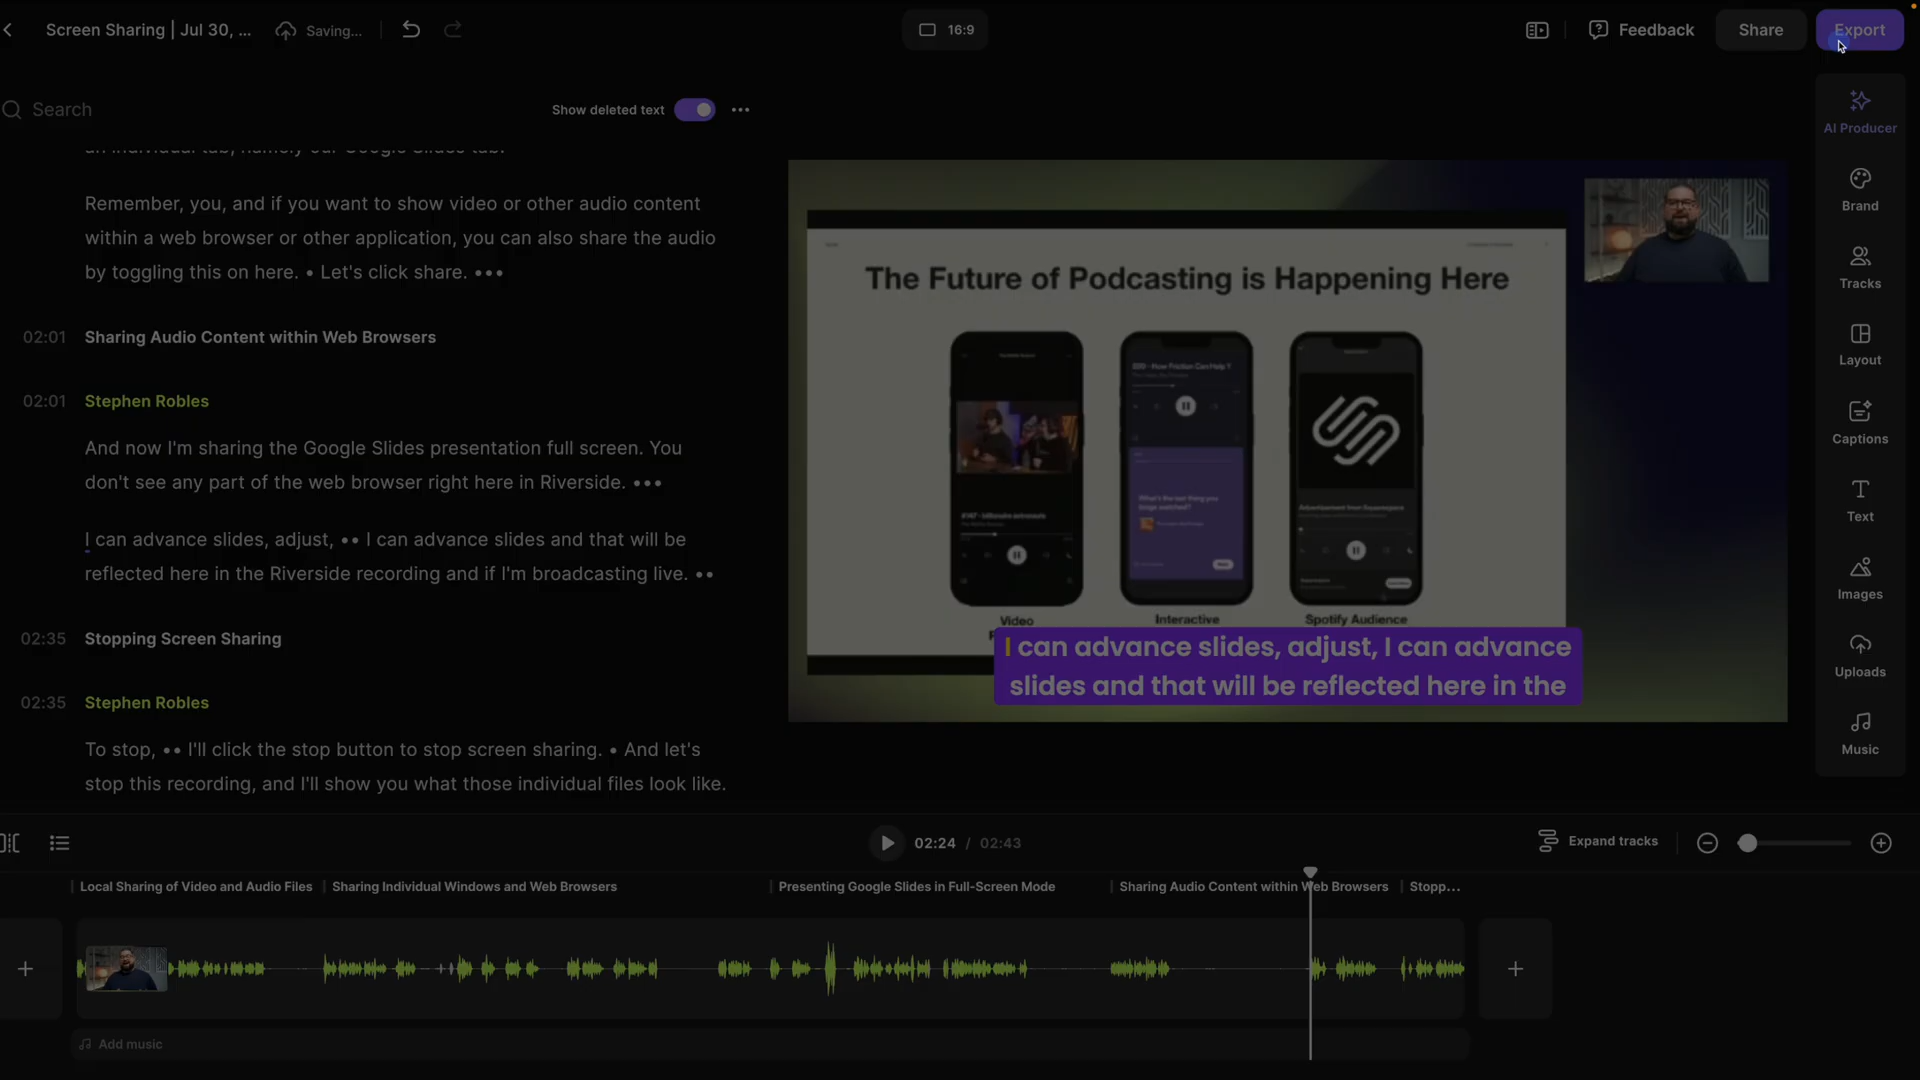 Screen Sharing | Jul 30, ...
Saving...
16:9
Feedback
Share
Export
Search
Show deleted text
an individual tab, namely our Google Slides tab.
Remember, you, and if you want to show video or other audio content
within a web browser or other application, you can also share the audio
by toggling this on here. • Let's click share. •••
02:01 Sharing Audio Content within Web Browsers
02:01 Stephen Robles
And now I'm sharing the Google Slides presentation full screen. You
don't see any part of the web browser right here in Riverside. •••
I can advance slides, adjust, •• I can advance slides and that will be
reflected here in the Riverside recording and if I'm broadcasting live. ••
02:35 Stopping Screen Sharing
02:35 Stephen Robles
To stop, •• I'll click the stop button to stop screen sharing. • And let's
stop this recording, and I'll show you what those individual files look like.
The Future of Podcasting is Happening Here
Video
Interactive
Spotify Audience
I can advance slides, adjust, I can advance
slides and that will be reflected here in the
AI Producer
Brand
Tracks
Layout
Captions
Text
Images
Uploads
Music
02:24 / 02:43
Expand tracks
Local Sharing of Video and Audio Files
Sharing Individual Windows and Web Browsers
Presenting Google Slides in Full-Screen Mode
Sharing Audio Content within Web Browsers
Stopp...
Add music